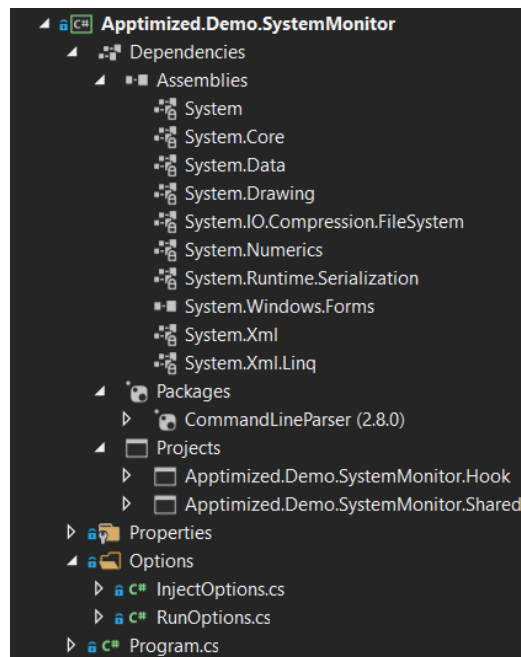 C# Apptimized.Demo.SystemMonitor
Dependencies
Assemblies
System
System.Core
System.Data
System.Drawing
System.IO.Compression.FileSystem
System.Numerics
System.Runtime.Serialization
System.Windows.Forms
System.Xml
System.Xml.Linq
Packages
CommandLineParser (2.8.0)
Projects
Apptimized.Demo.SystemMonitor.Hook
Apptimized.Demo.SystemMonitor.Shared
Properties
Options
C# InjectOptions.cs
C# RunOptions.cs
C# Program.cs